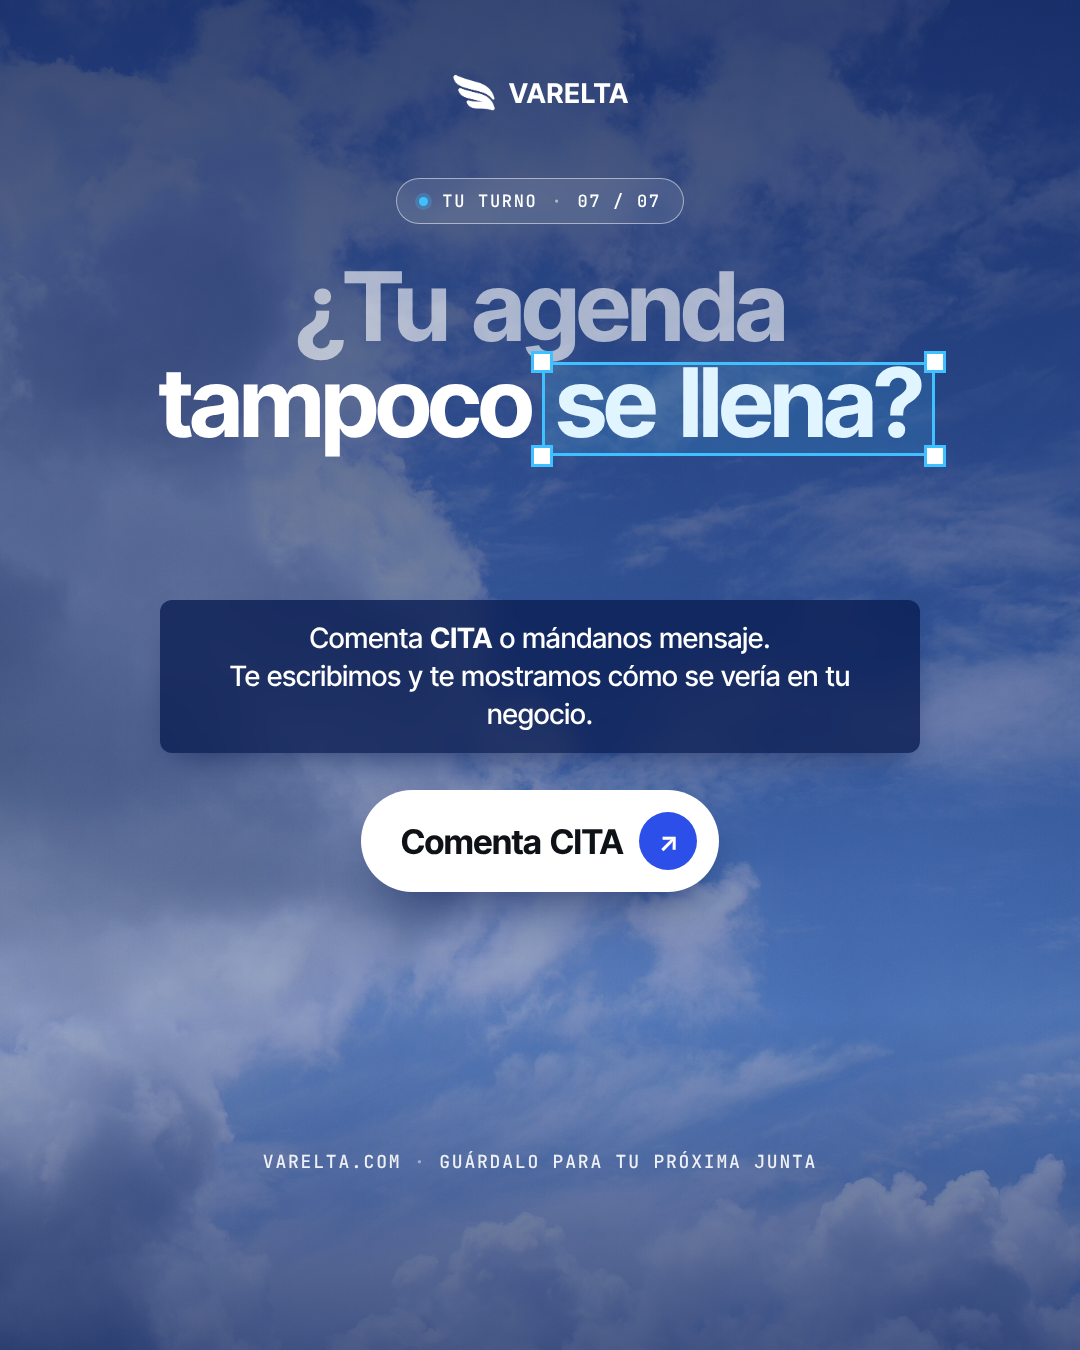 VARELTA
TU TURNO · 07 / 07
¿Tu agenda
tampoco se llena?
Comenta CITA o mándanos mensaje.
Te escribimos y te mostramos cómo se vería en tu
negocio.
Comenta CITA
VARELTA.COM · GUÁRDALO PARA TU PRÓXIMA JUNTA